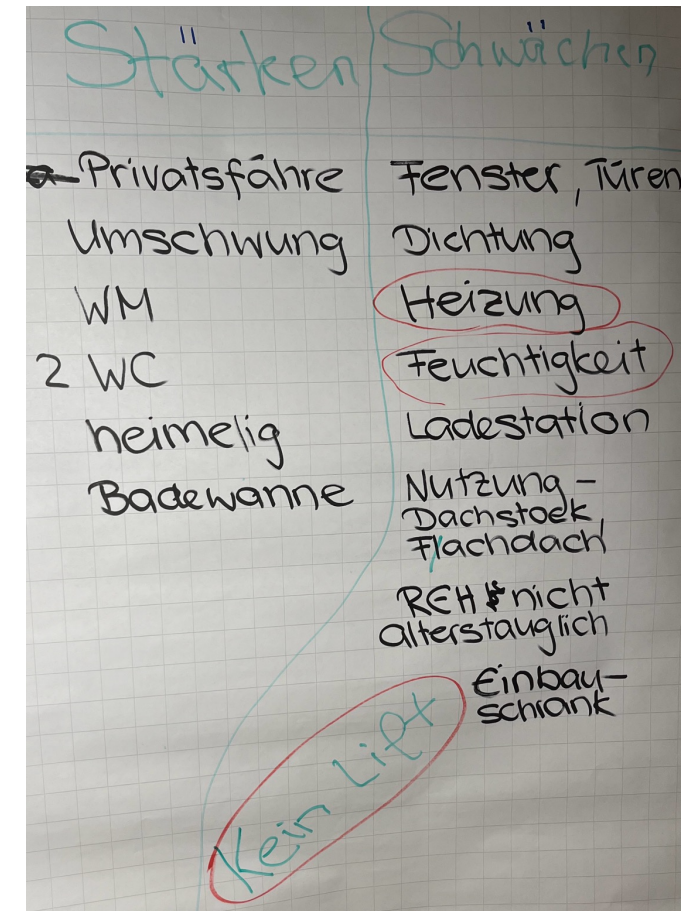 Stärken
Privatsfähre
Umschwung
WM
2 WC
heimelig
Badewanne
Schwächen
Fenster, Türen
Dichtung
Heizung
Feuchtigkeit
Ladestation
Nutzung-
Dachstock,
Flachdach
REH nicht
alterstauglich
Einbau-
schrank
Kein Lift